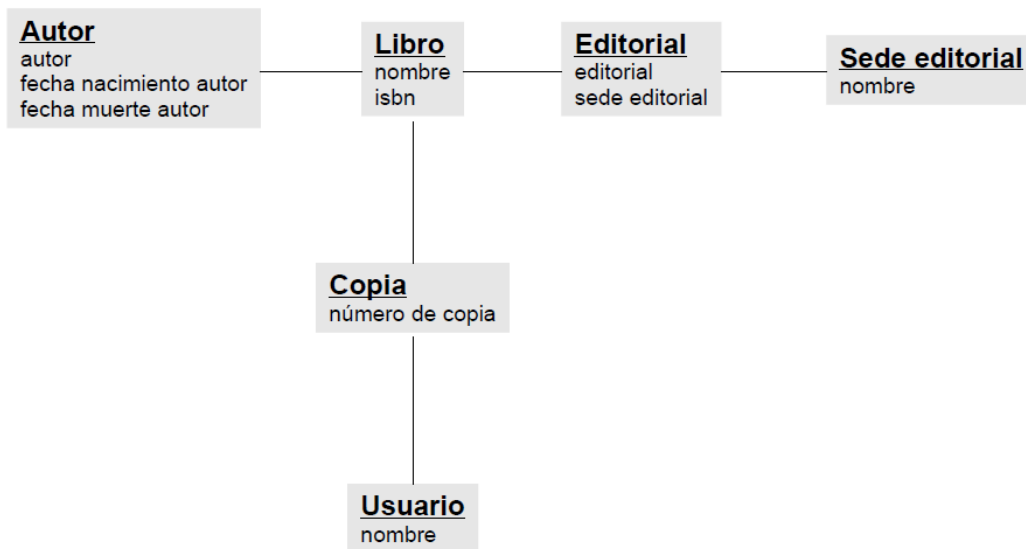 Autor
autor
fecha nacimiento autor
fecha muerte autor
Libro
nombre
isbn
Editorial
editorial
sede editorial
Sede editorial
nombre
Copia
número de copia
Usuario
nombre